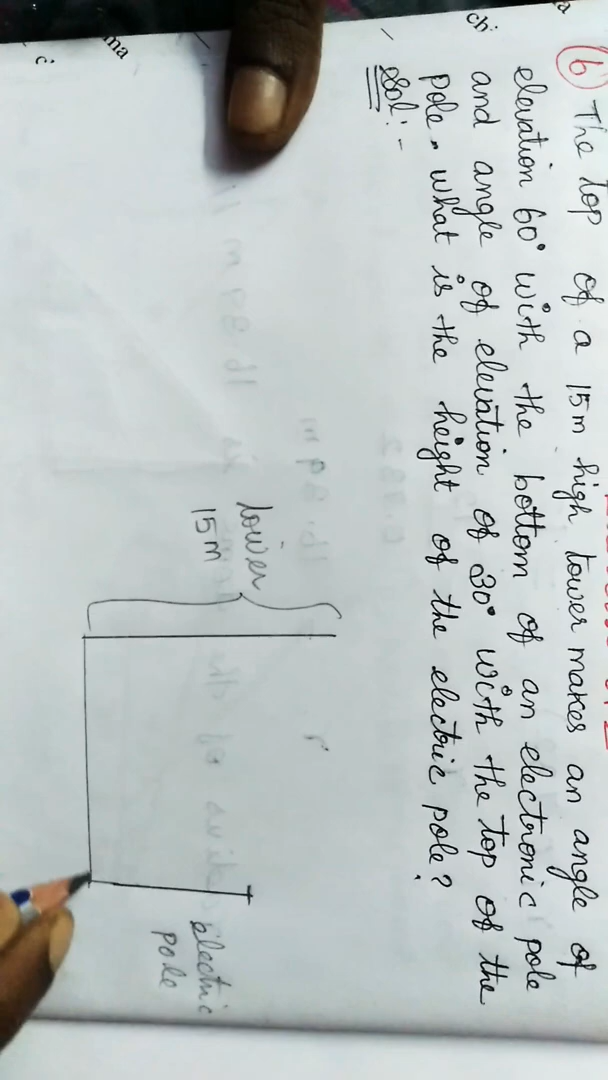 (6) The top of a 15m high tower makes an angle of
elevation 60° with the bottom of an electronic pole
and angle of elevation of 30° with the top of the
pole. what is the height of the electric pole?
Sol:-
tower
15m
electric
pole